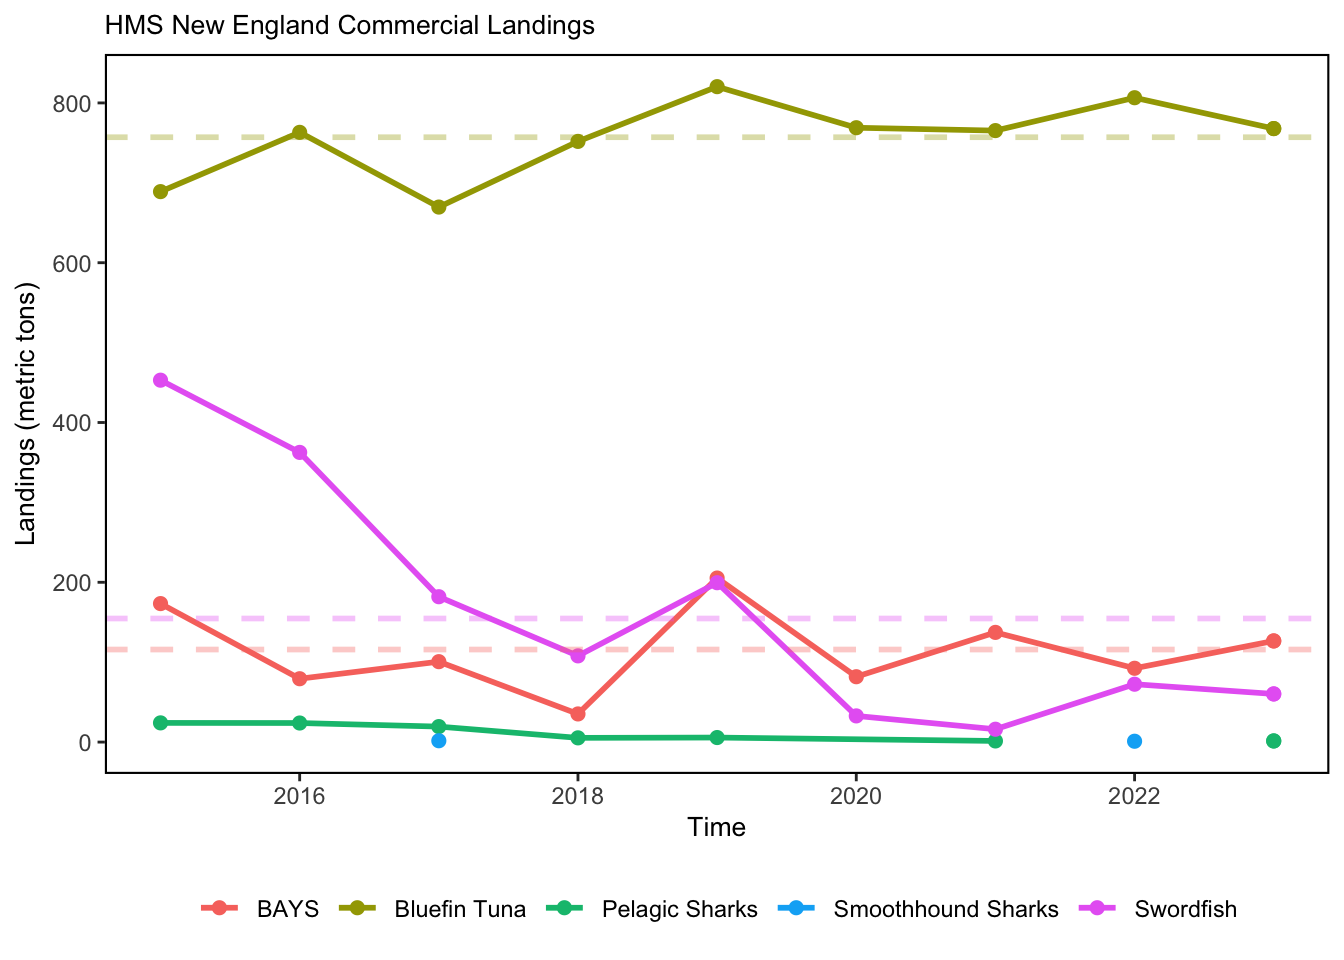 HMS New England Commercial Landings
Landings (metric tons)
800
600
400
200
0
2016 2018 2020 2022
Time
BAYS Bluefin Tuna Pelagic Sharks Smoothhound Sharks Swordfish